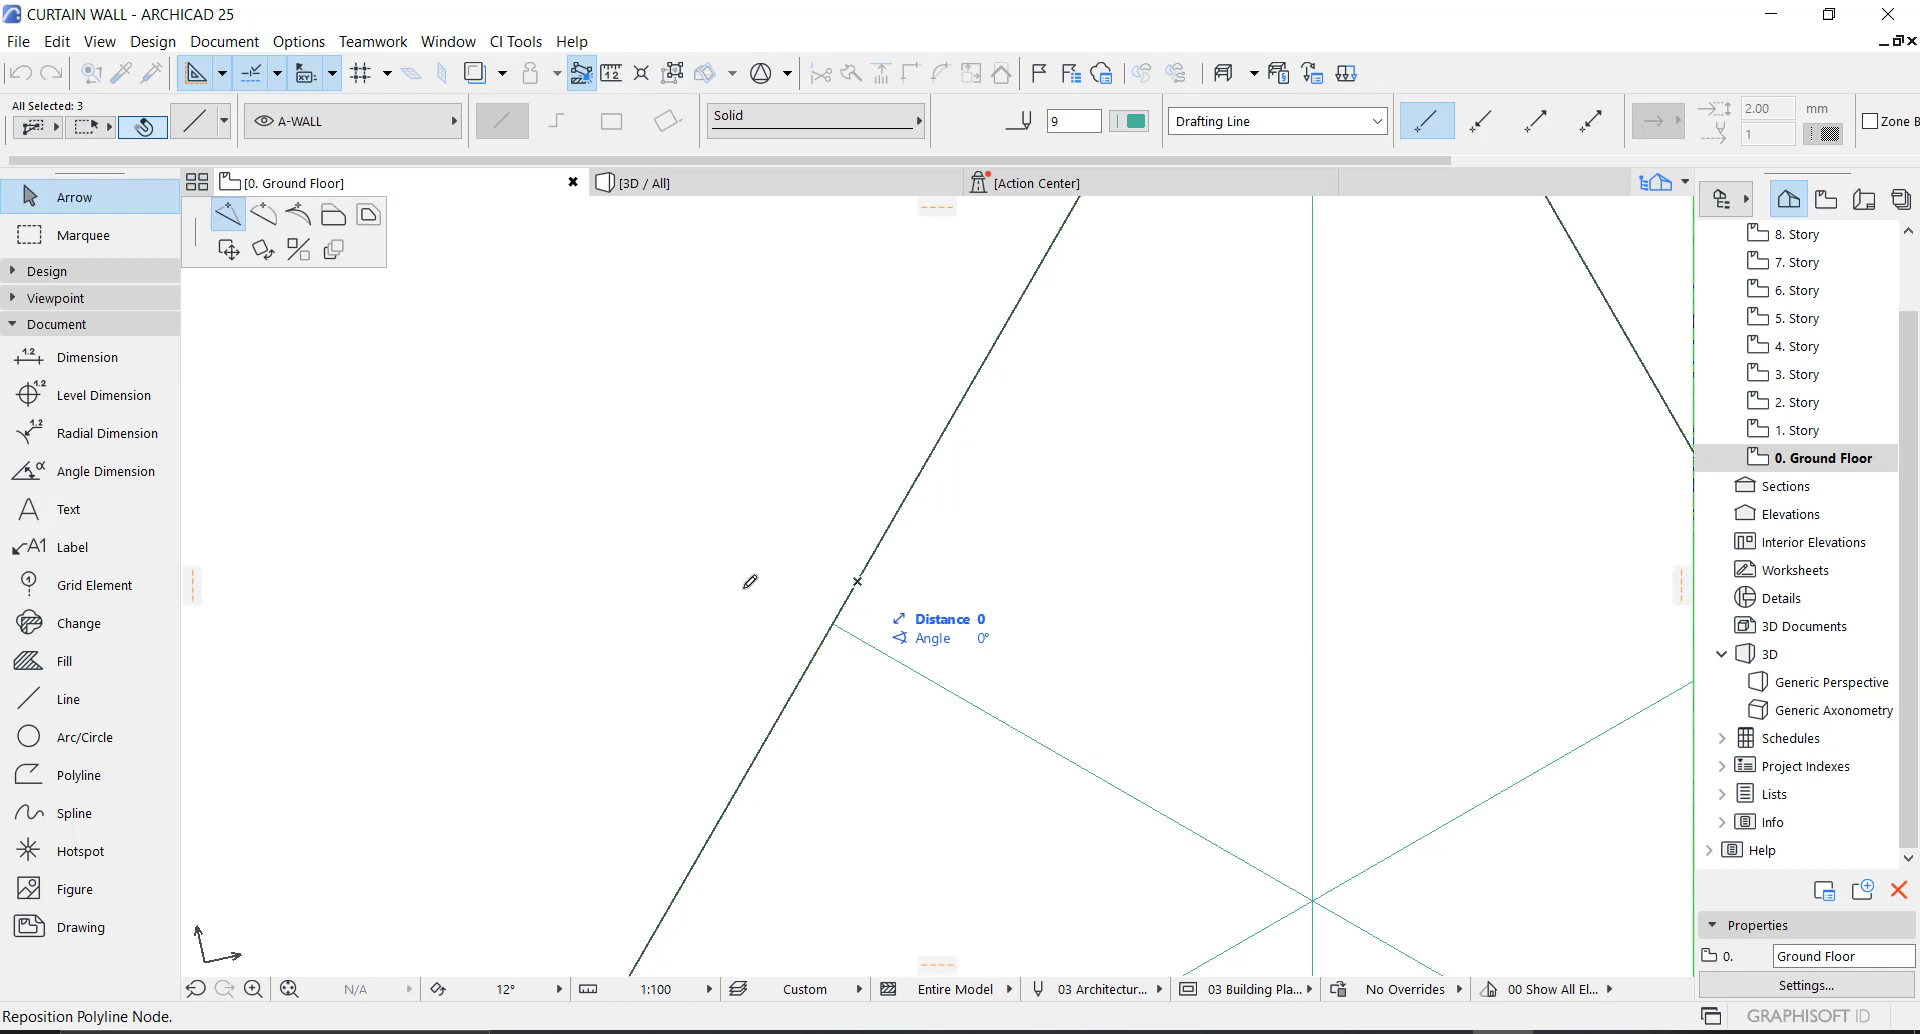 CURTAIN WALL - ARCHICAD 25
File Edit View Design Document Options Teamwork Window CI Tools Help
All Selected: 3
A-WALL
Solid
9
Drafting Line
2.00 mm
1
Zone B
[0. Ground Floor]
[3D / All]
[Action Center]
Arrow
Marquee
Design
Viewpoint
Document
Dimension
Level Dimension
Radial Dimension
Angle Dimension
Text
Label
Grid Element
Change
Fill
Line
Arc/Circle
Polyline
Spline
Hotspot
Figure
Drawing
Distance 0
Angle 0°
8. Story
7. Story
6. Story
5. Story
4. Story
3. Story
2. Story
1. Story
0. Ground Floor
Sections
Elevations
Interior Elevations
Worksheets
Details
3D Documents
3D
Generic Perspective
Generic Axonometry
Schedules
Project Indexes
Lists
Info
Help
Properties
0. Ground Floor
Settings...
N/A
12°
1:100
Custom
Entire Model
03 Architectur...
03 Building Pla...
No Overrides
00 Show All El...
Reposition Polyline Node.
GRAPHISOFT ID